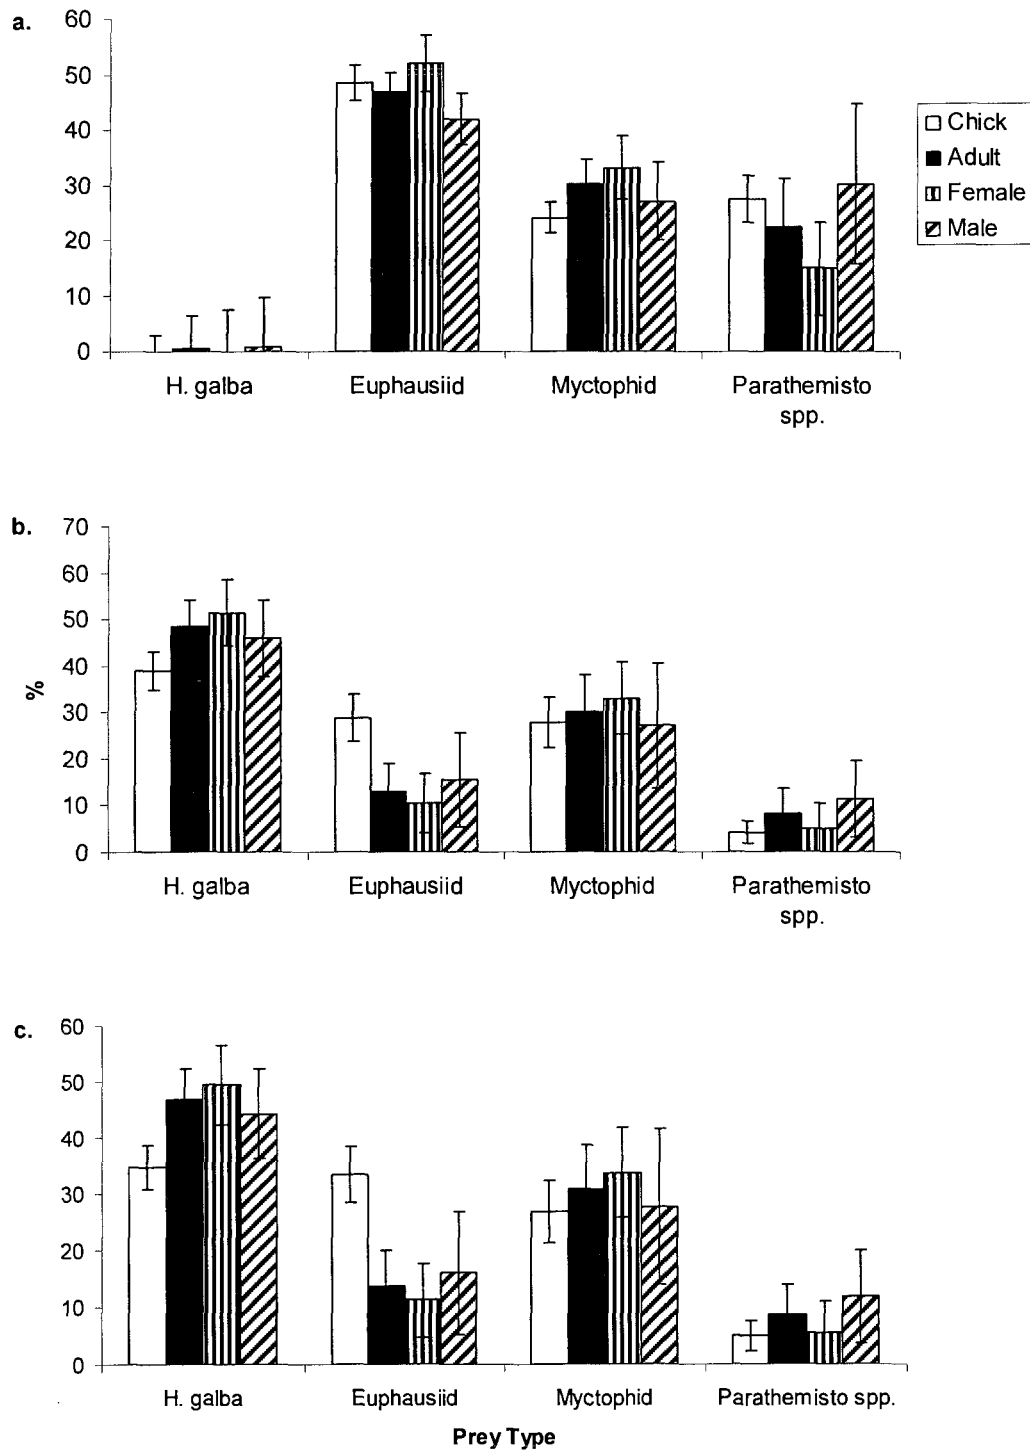 a.
60
50
40
30
20
10
0
H. galba Euphausiid Myctophid Parathemisto
spp.
Chick
Adult
Female
Male
b.
70
60
50
40
30
20
10
0
%
H. galba Euphausiid Myctophid Parathemisto
spp.
c.
60
50
40
30
20
10
0
H. galba Euphausiid Myctophid Parathemisto spp.
Prey Type